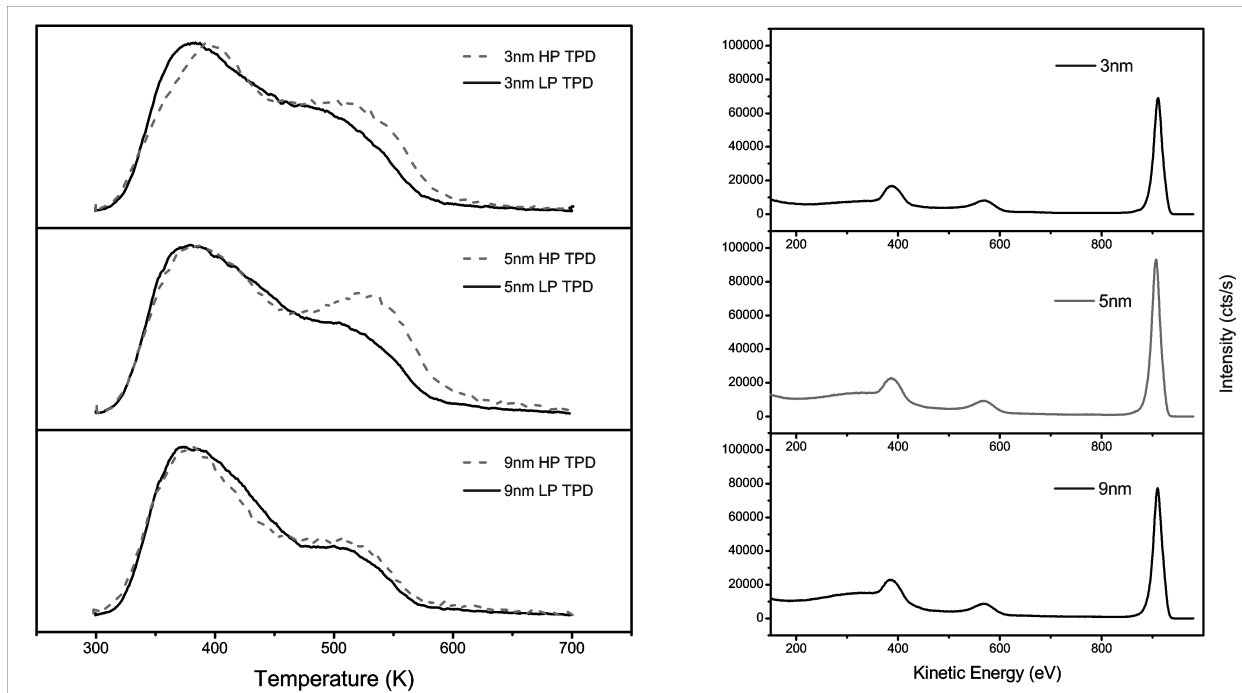 3nm HP TPD
3nm LP TPD
5nm HP TPD
5nm LP TPD
9nm HP TPD
9nm LP TPD
300 400 500 600 700
Temperature (K)
100000
80000
60000
40000
20000
0
3nm
200 400 600 800
100000
80000
60000
40000
20000
0
5nm
200 400 600 800
100000
80000
60000
40000
20000
0
9nm
200 400 600 800
Kinetic Energy (eV)
Intensity (cts/s)